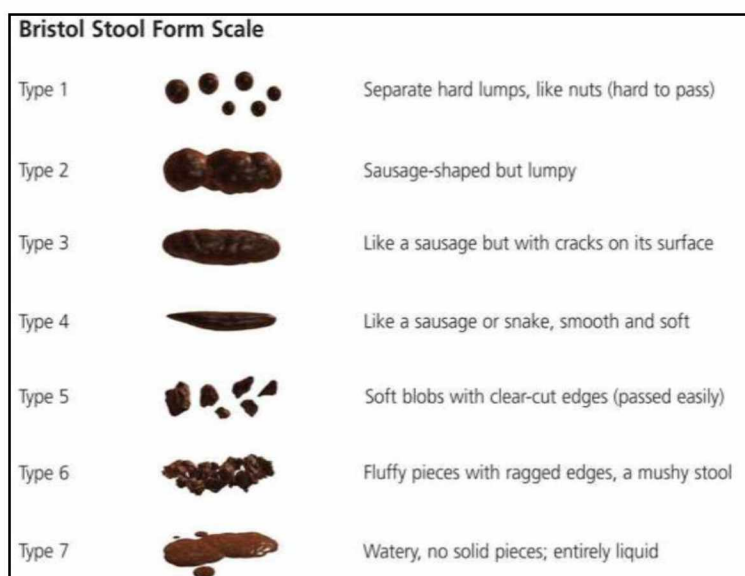 Bristol Stool Form Scale
Type 1 Separate hard lumps, like nuts (hard to pass)
Type 2 Sausage-shaped but lumpy
Type 3 Like a sausage but with cracks on its surface
Type 4 Like a sausage or snake, smooth and soft
Type 5 Soft blobs with clear-cut edges (passed easily)
Type 6 Fluffy pieces with ragged edges, a mushy stool
Type 7 Watery, no solid pieces; entirely liquid